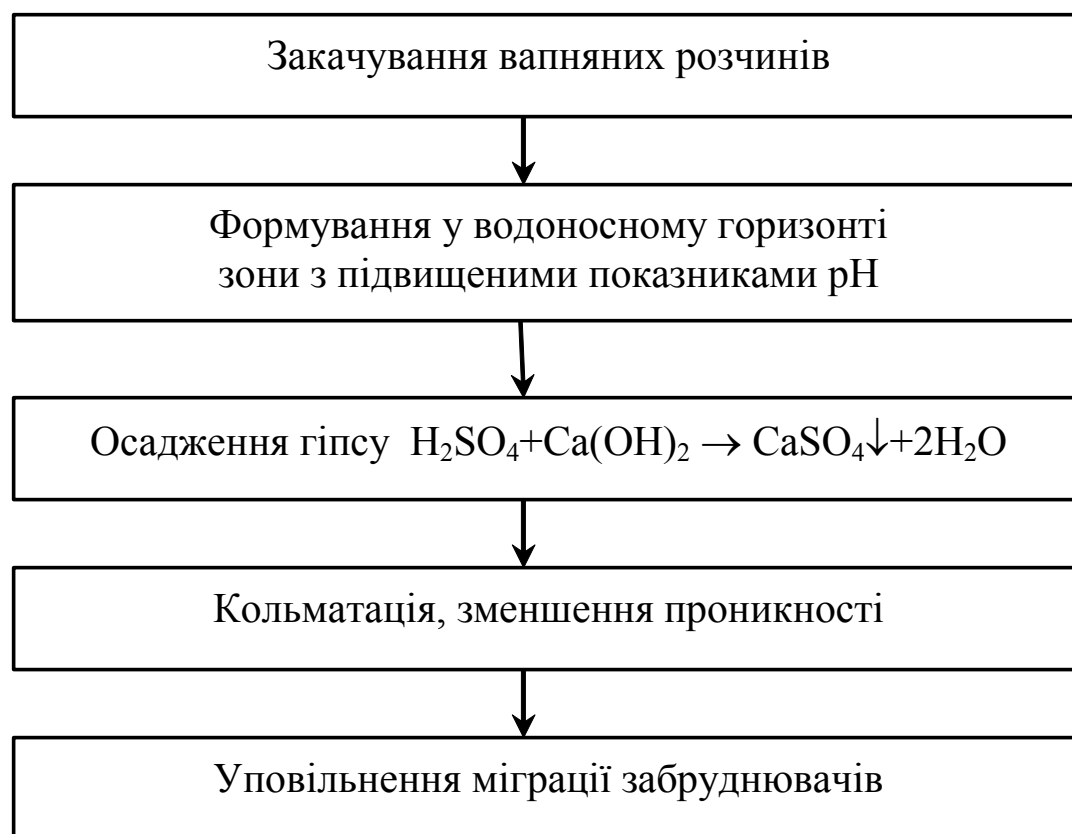 Закачування вапняних розчинів
Формування у водоносному горизонті
зони з підвищеними показниками pH
Осадження гіпсу H₂SO₄+Ca(OH)₂ → CaSO₄↓+2H₂O
Кольматація, зменшення проникності
Уповільнення міграції забруднювачів